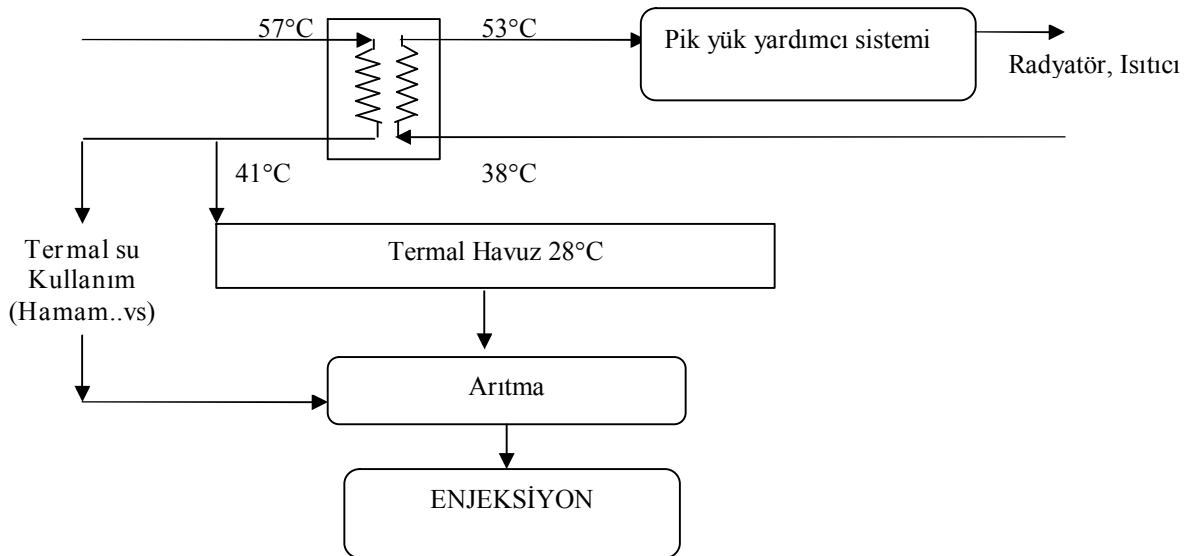 57°C
53°C
Pik yük yardımcı sistemi
Radyatör, Isıtıcı
41°C
38°C
Termal su
Kullanım
(Hamam..vs)
Termal Havuz 28°C
Arıtma
ENJEKSİYON